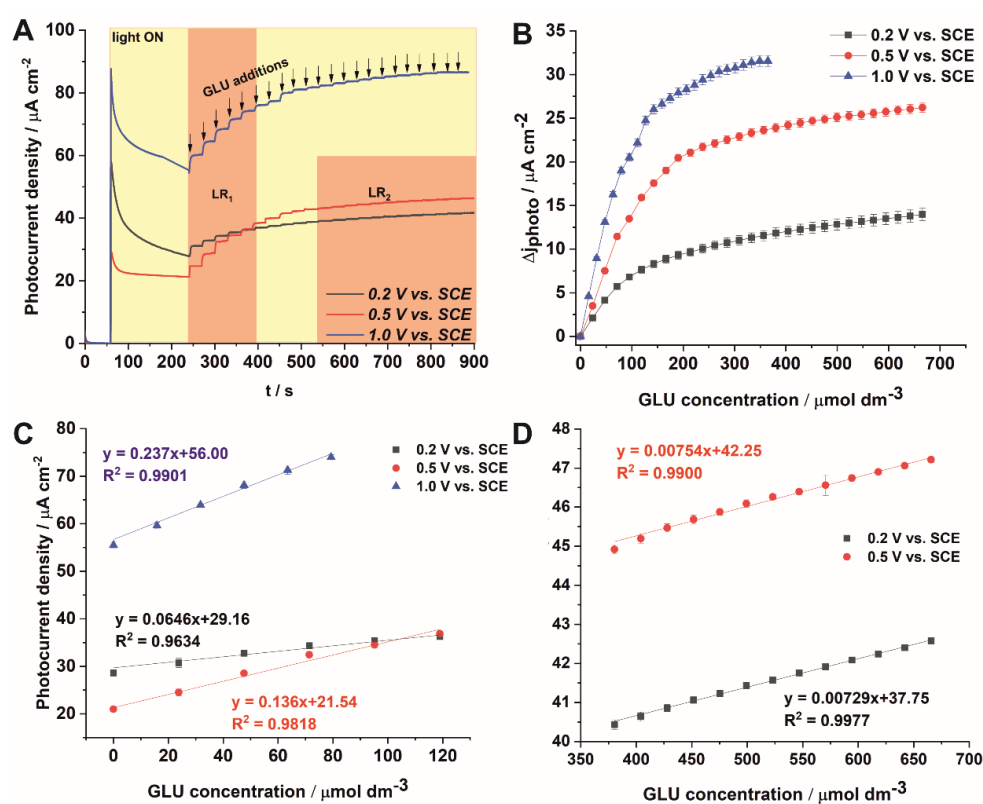 A
light ON
GLU additions
LR1
LR2
0.2 V vs. SCE
0.5 V vs. SCE
1.0 V vs. SCE
Photocurrent density / μA cm-2
0
20
40
60
80
100
0 100 200 300 400 500 600 700 800 900
t / s
B
0.2 V vs. SCE
0.5 V vs. SCE
1.0 V vs. SCE
Δjphoto / μA cm-2
35
30
25
20
15
10
5
0
0 100 200 300 400 500 600 700
GLU concentration / μmol dm-3
C
y = 0.237x+56.00
R2 = 0.9901
0.2 V vs. SCE
0.5 V vs. SCE
1.0 V vs. SCE
y = 0.0646x+29.16
R2 = 0.9634
y = 0.136x+21.54
R2 = 0.9818
Photocurrent density / μA cm-2
80
70
60
50
40
30
20
0 20 40 60 80 100 120 140
GLU concentration / μmol dm-3
D
y = 0.00754x+42.25
R2 = 0.9900
0.2 V vs. SCE
0.5 V vs. SCE
y = 0.00729x+37.75
R2 = 0.9977
48
47
46
45
44
43
42
41
40
350 400 450 500 550 600 650 700
GLU concentration / μmol dm-3